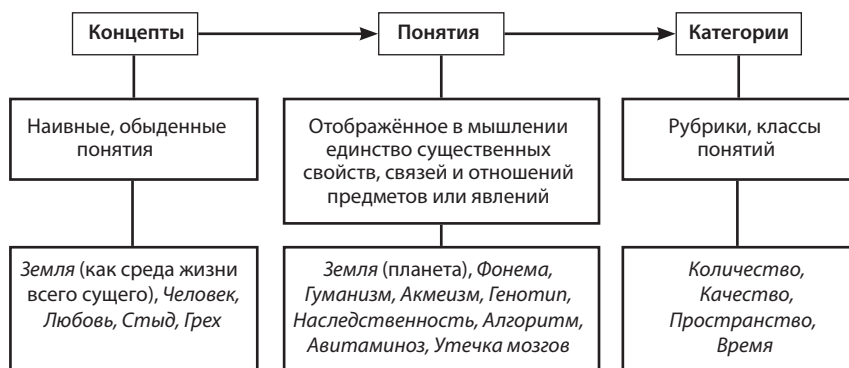 Концепты
Понятия
Категории
Наивные, обыденные
понятия
Отображённое в мышлении
единство существенных
свойств, связей и отношений
предметов или явлений
Рубрики, классы
понятий
Земля (как среда жизни
всего сущего), Человек,
Любовь, Стыд, Грех
Земля (планета), Фонема,
Гуманизм, Акмеизм, Генотип,
Наследственность, Алгоритм,
Авитаминоз, Утечка мозгов
Количество,
Качество,
Пространство,
Время